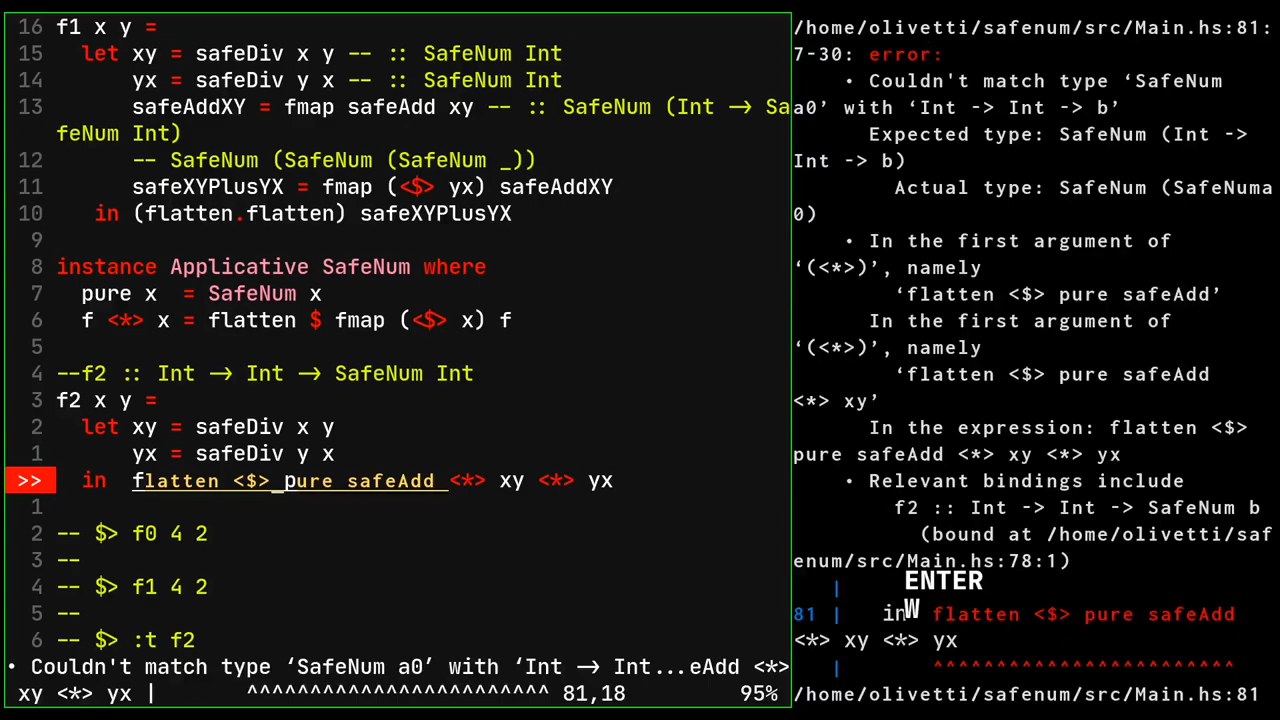 16 f1 x y =
15   let xy = safeDiv x y -- :: SafeNum Int
14       yx = safeDiv y x -- :: SafeNum Int
13       safeAddXY = fmap safeAdd xy -- :: SafeNum (Int -> Sa
feNum Int)
12       -- SafeNum (SafeNum (SafeNum _))
11       safeXYPlusYX = fmap (<$> yx) safeAddXY
10    in (flatten.flatten) safeXYPlusYX
9
8 instance Applicative SafeNum where
7   pure x  = SafeNum x
6   f <*> x = flatten $ fmap (<$> x) f
5
4 --f2 :: Int -> Int -> SafeNum Int
3 f2 x y =
2   let xy = safeDiv x y
1       yx = safeDiv y x
>>   in  flatten <$> pure safeAdd <*> xy <*> yx
1
2 -- $> f0 4 2
3 --
4 -- $> f1 4 2
5 --
6 -- $> :t f2
• Couldn't match type ‘SafeNum a0’ with ‘Int -> Int...eAdd <*>
xy <*> yx |       ^^^^^^^^^^^^^^^^^^^^^^^^ 81,18         95%
/home/olivetti/safenum/src/Main.hs:81:
7-30: error:
    • Couldn't match type ‘SafeNum
a0’ with ‘Int -> Int -> b’
      Expected type: SafeNum (Int ->
Int -> b)
        Actual type: SafeNum (SafeNuma
0)
    • In the first argument of
‘(<*>)’, namely
        ‘flatten <$> pure safeAdd’
      In the first argument of
‘(<*>)’, namely
        ‘flatten <$> pure safeAdd
<*> xy’
      In the expression: flatten <$>
pure safeAdd <*> xy <*> yx
    • Relevant bindings include
        f2 :: Int -> Int -> SafeNum b
          (bound at /home/olivetti/saf
enum/src/Main.hs:78:1)
   |
ENTER
81 |   in  flatten <$> pure safeAdd
W
<*> xy <*> yx
   |       ^^^^^^^^^^^^^^^^^^^^^^^^
/home/olivetti/safenum/src/Main.hs:81